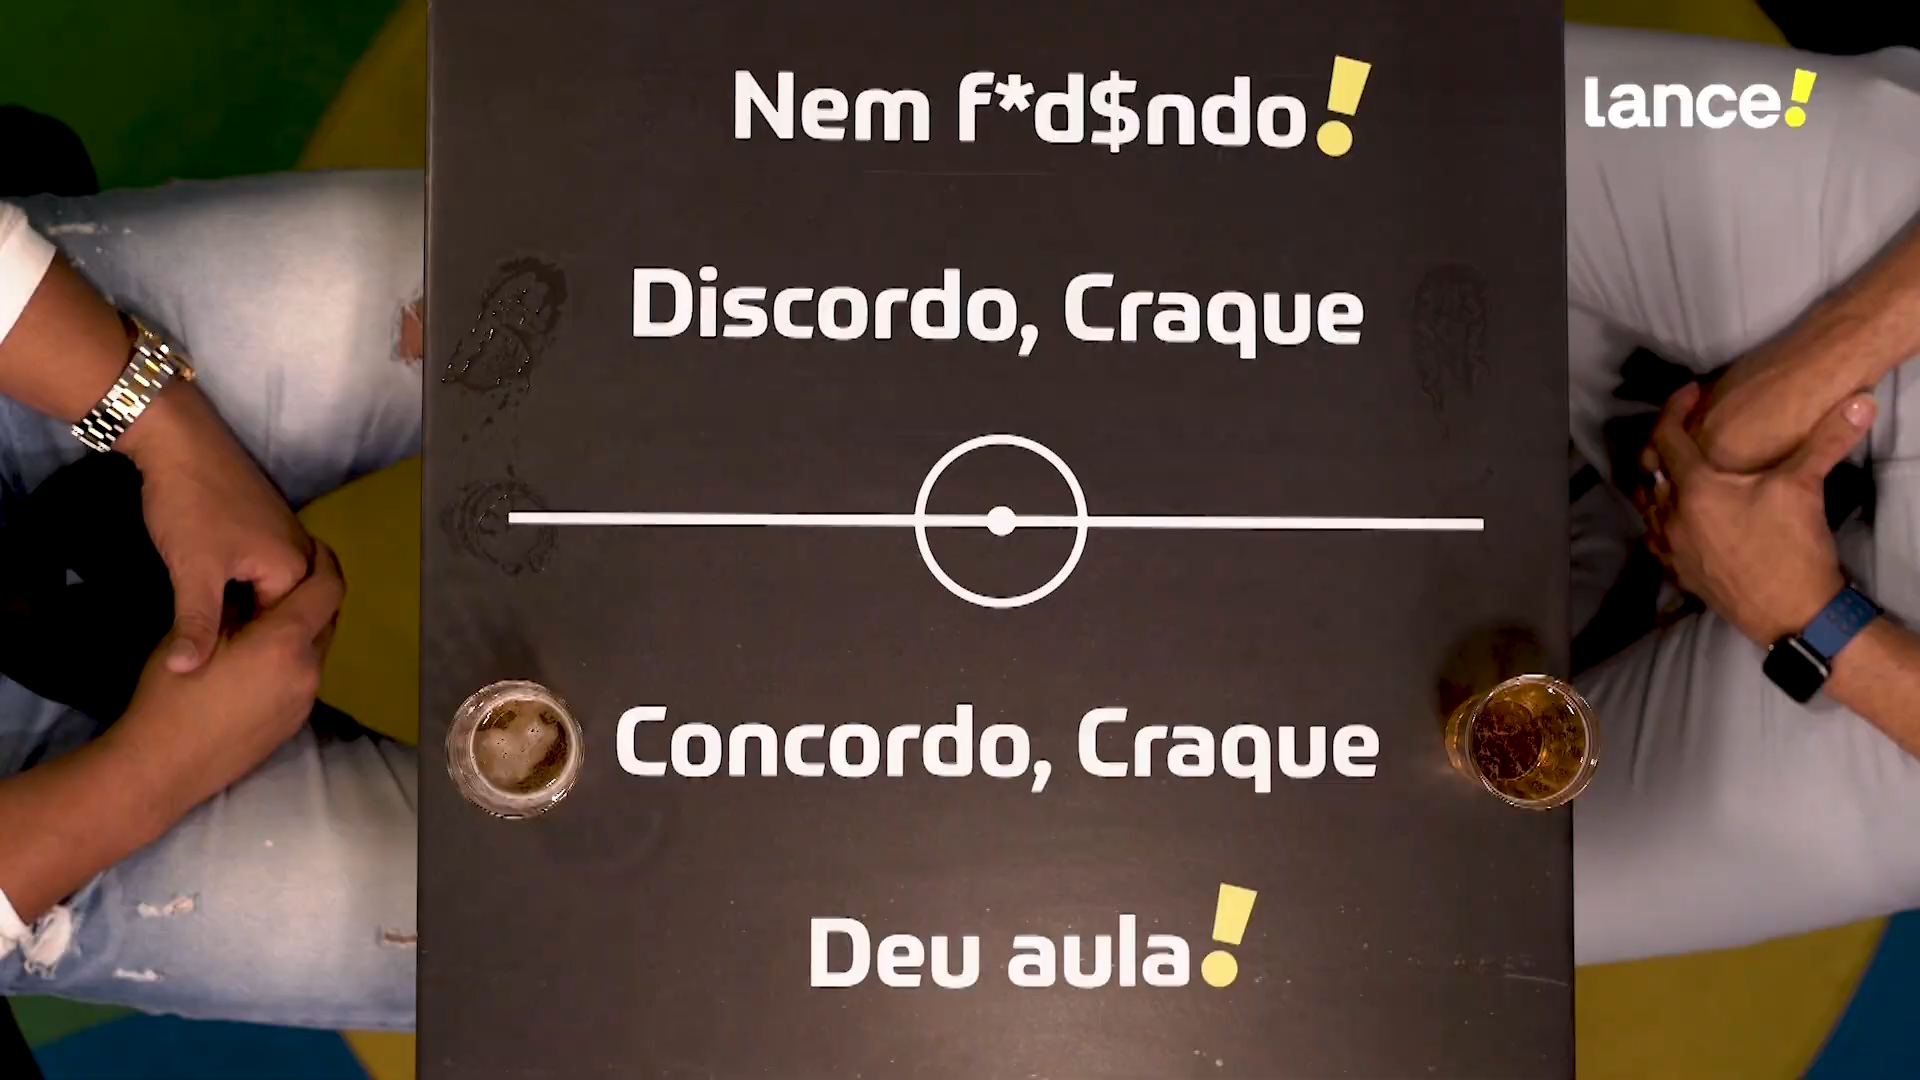 Nem f*d$ndo!
lance!
Discordo, Craque
Concordo, Craque
Deu aula!